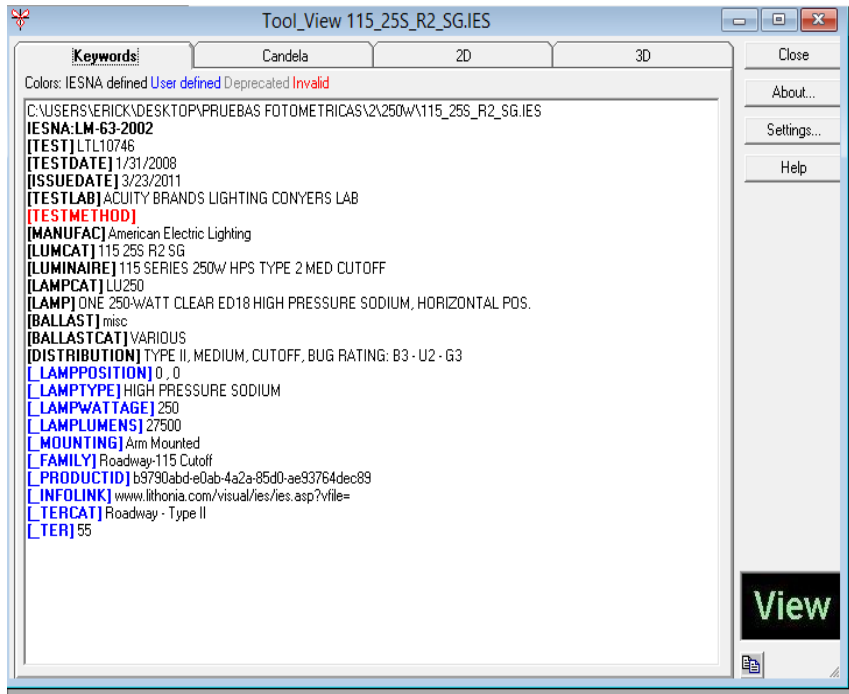 Tool_View 115_25S_R2_SG.IES
Keywords Candela 2D 3D
Close
About...
Settings...
Help
Colors: IESNA defined User defined Deprecated Invalid
C:\USERS\ERICK\DESKTOP\PRUEBAS FOTOMETRICAS\2\250W\115_25S_R2_SG.IES
IESNA:LM-63-2002
[TEST] LTL10746
[TESTDATE] 1/31/2008
[ISSUEDATE] 3/23/2011
[TESTLAB] ACUITY BRANDS LIGHTING CONYERS LAB
[TESTMETHOD]
[MANUFAC] American Electric Lighting
[LUMCAT] 115 25S R2 SG
[LUMINAIRE] 115 SERIES 250W HPS TYPE 2 MED CUTOFF
[LAMPCAT] LU250
[LAMP] ONE 250-WATT CLEAR ED18 HIGH PRESSURE SODIUM, HORIZONTAL POS.
[BALLAST] misc
[BALLASTCAT] VARIOUS
[DISTRIBUTION] TYPE II, MEDIUM, CUTOFF, BUG RATING: B3 - U2 - G3
[_LAMPPOSITION] 0 , 0
[_LAMPTYPE] HIGH PRESSURE SODIUM
[_LAMPWATTAGE] 250
[_LAMPLUMENS] 27500
[_MOUNTING] Arm Mounted
[_FAMILY] Roadway-115 Cutoff
[_PRODUCTID] b9790abd-e0ab-4a2a-85d0-ae93764dec89
[_INFOLINK] www.lithonia.com/visual/ies/ies.asp?vfile=
[_TERCAT] Roadway - Type II
[_TER] 55
View